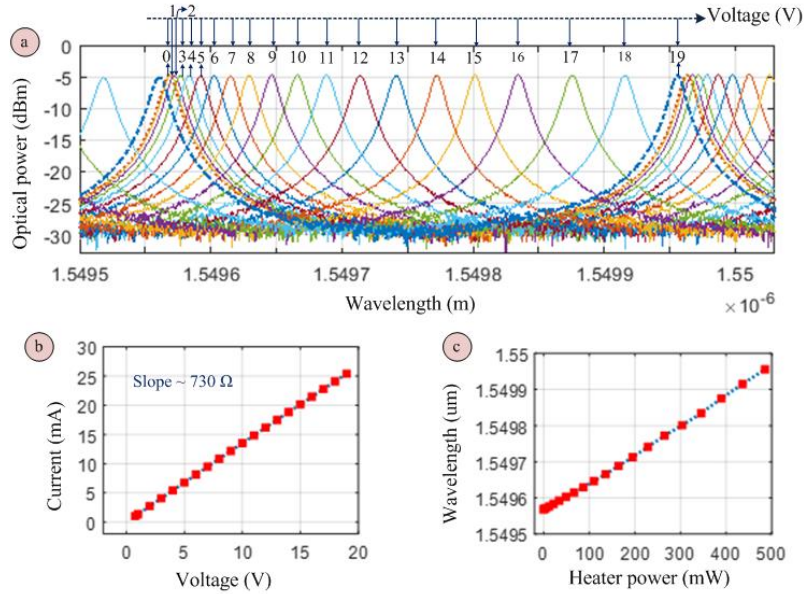 1 2 Voltage (V)
a
0 3 4 5 6 7 8 9 10 11 12 13 14 15 16 17 18 19
Optical power (dBm)
0
-5
-10
-15
-20
-25
-30
1.5495 1.5496 1.5497 1.5498 1.5499 1.55
Wavelength (m)
×10⁻⁶
b
Slope ~ 730 Ω
Current (mA)
30
25
20
15
10
5
0
0 5 10 15 20
Voltage (V)
c
Wavelength (um)
1.55
1.5499
1.5498
1.5497
1.5496
1.5495
0 100 200 300 400 500
Heater power (mW)